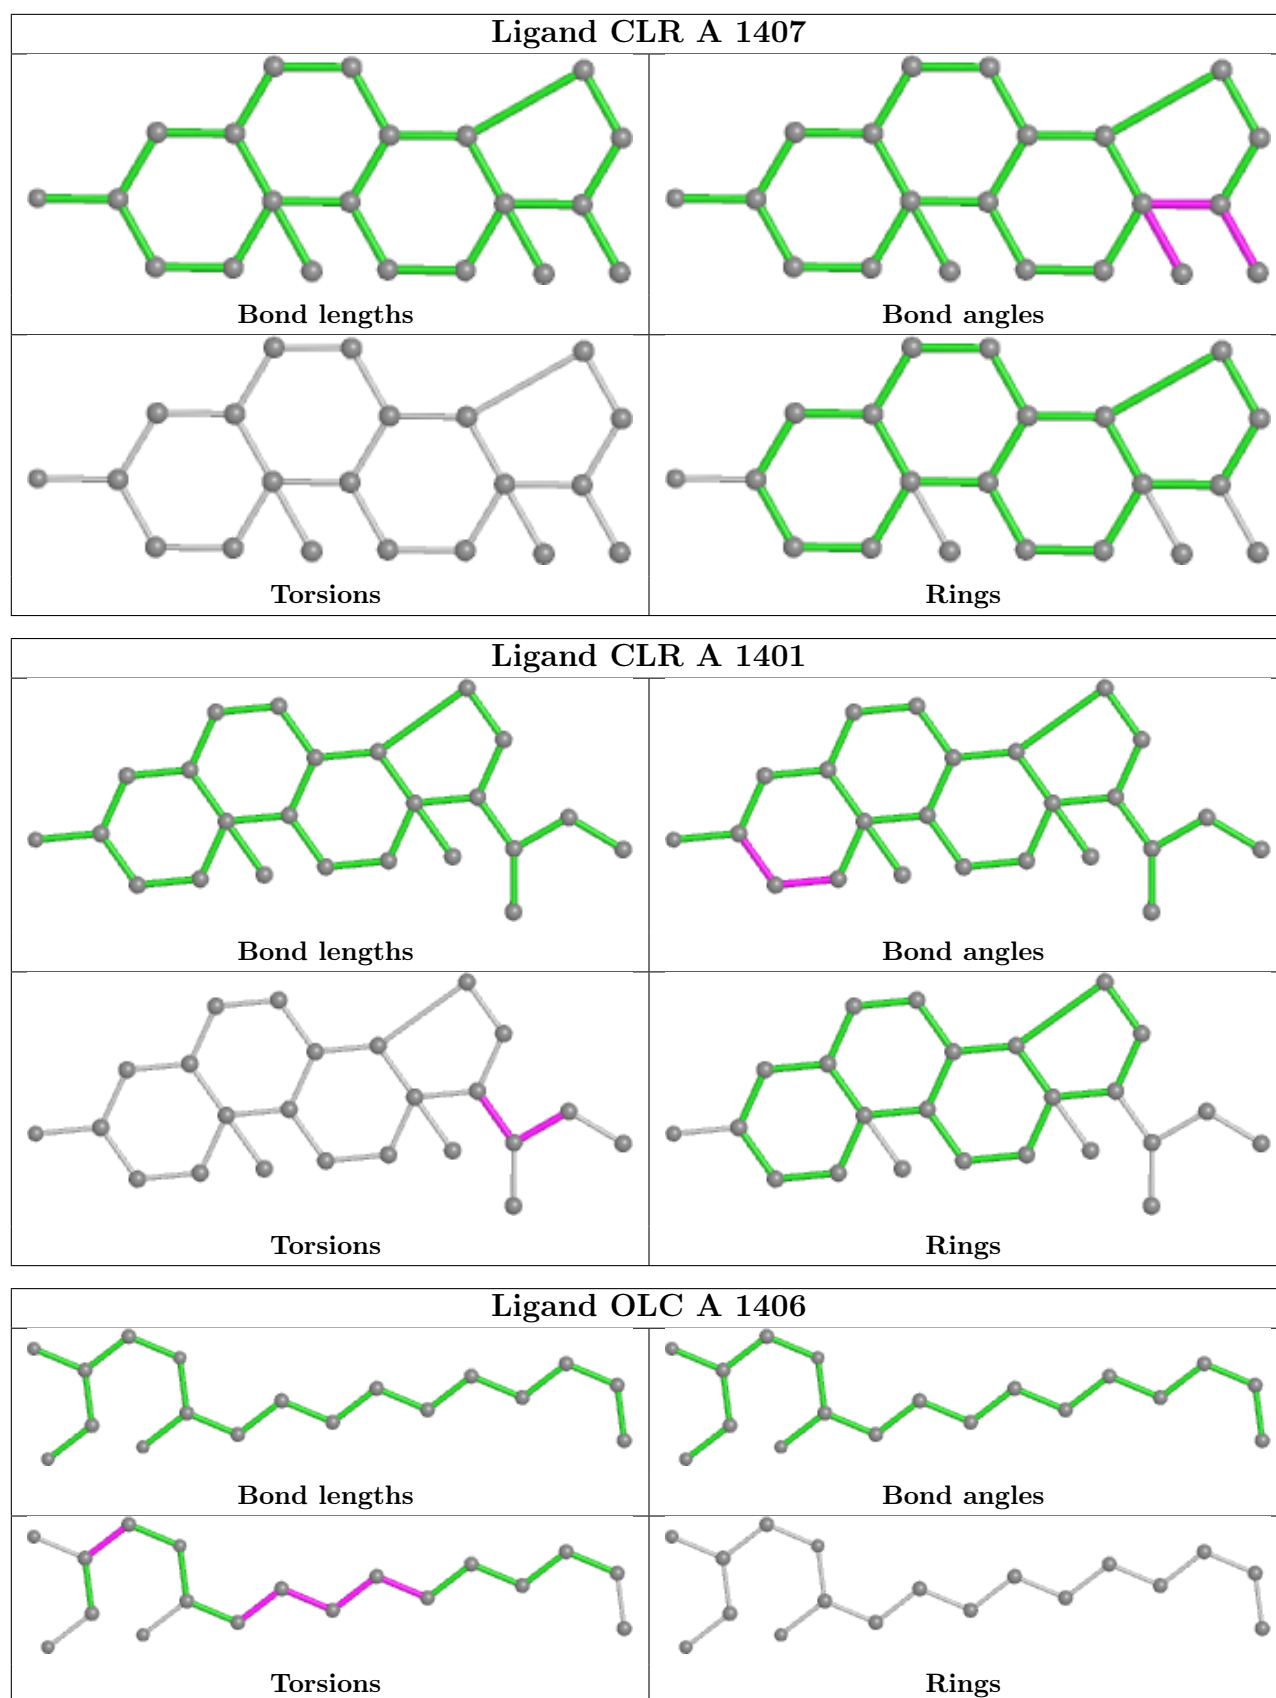 Ligand CLR A 1407
Bond lengths
Bond angles
Torsions
Rings
Ligand CLR A 1401
Bond lengths
Bond angles
Torsions
Rings
Ligand OLC A 1406
Bond lengths
Bond angles
Torsions
Rings